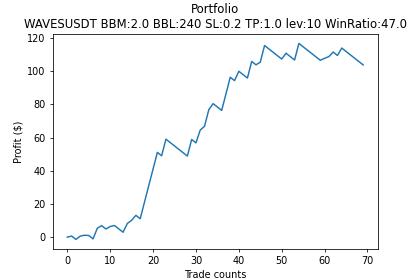 Portfolio
WAVESUSDT BBM:2.0 BBL:240 SL:0.2 TP:1.0 lev:10 WinRatio:47.0
120
100
80
60
40
20
0
Profit ($)
0 10 20 30 40 50 60 70
Trade counts